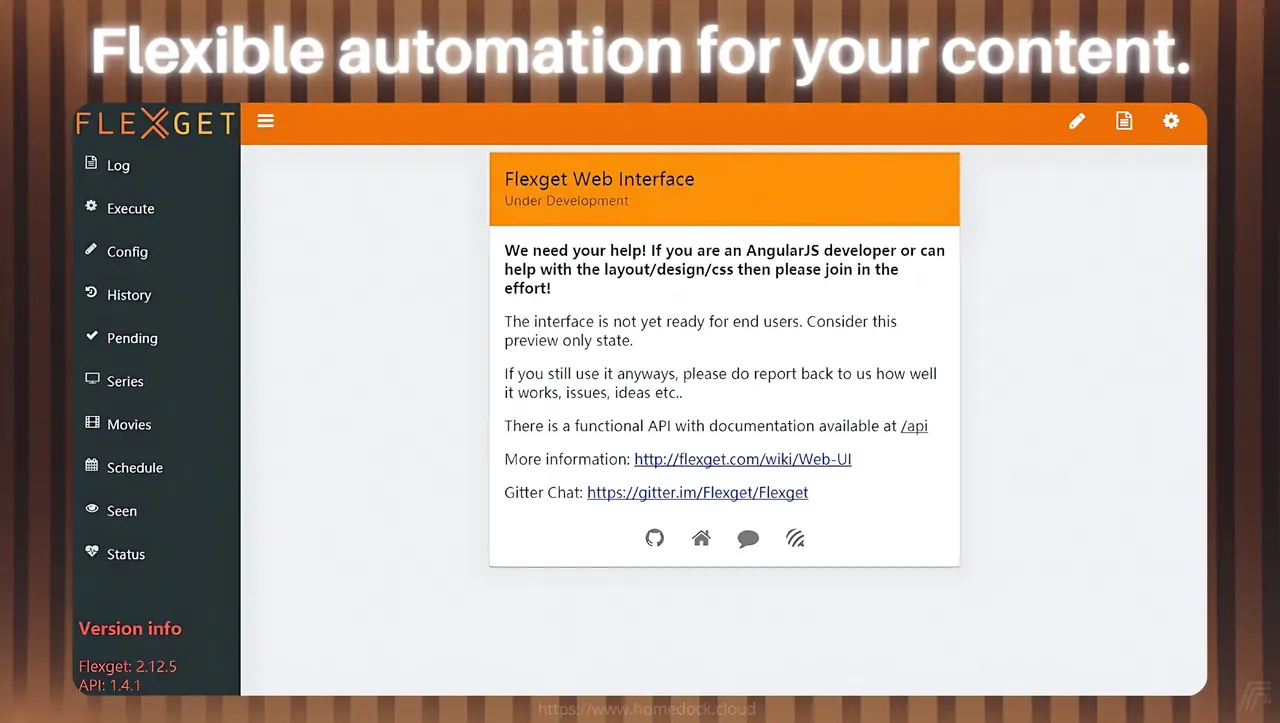 Flexible automation for your content.
FLEXGET
Log
Execute
Config
History
Pending
Series
Movies
Schedule
Seen
Status
Version info
Flexget: 2.12.5
API: 1.4.1
Flexget Web Interface
Under Development
We need your help! If you are an AngularJS developer or can
help with the layout/design/css then please join in the
effort!
The interface is not yet ready for end users. Consider this
preview only state.
If you still use it anyways, please do report back to us how well
it works, issues, ideas etc..
There is a functional API with documentation available at /api
More information: http://flexget.com/wiki/Web-UI
Gitter Chat: https://gitter.im/Flexget/Flexget
https://www.homedock.cloud